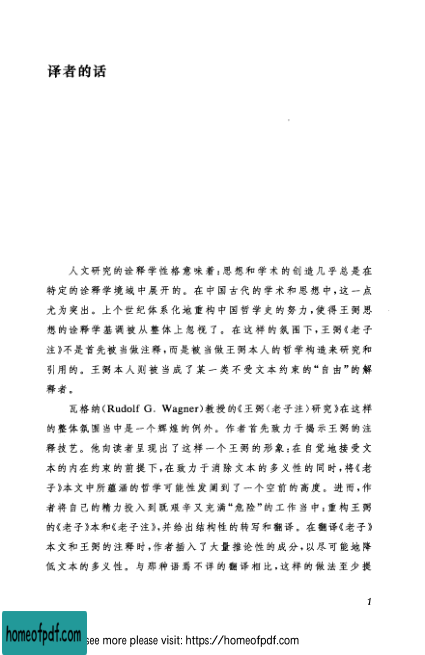 译者的话
人文研究的诠释学性格意味着：思想和学术的创造几乎总是在
特定的诠释学境域中展开的。在中国古代的学术和思想中，这一点
尤为突出。上个世纪体系化地重构中国哲学史的努力，使得王弼思
想的诠释学基调被从整体上忽视了。在这样的氛围下，王弼《老子
注》不是首先被当做注释，而是被当做王弼本人的哲学构造来研究和
引用的。王弼本人则被当成了某一类不受文本约束的“自由”的解
释者。
瓦格纳(Rudolf G. Wagner)教授的《王弼〈老子注〉研究》在这样
的整体氛围当中是一个辉煌的例外。作者首先致力于揭示王弼的注
释技艺。他向读者呈现出了这样一个王弼的形象：在自觉地接受文
本的内在约束的前提下，在致力于消除文本的多义性的同时，将《老
子》本文中所蕴涵的哲学可能性发阐到了一个空前的高度。进而，作
者将自己的精力投入到既艰辛又充满“危险”的工作当中：重构王弼
的《老子》本和《老子注》，并给出结构性的转写和翻译。在翻译《老子》
本文和王弼的注释时，作者插入了大量推论性的成分，以尽可能地降
低文本的多义性。与那种语焉不详的翻译相比，这样的做法至少提
1
homeofpdf.com
see more please visit: https://homeofpdf.com